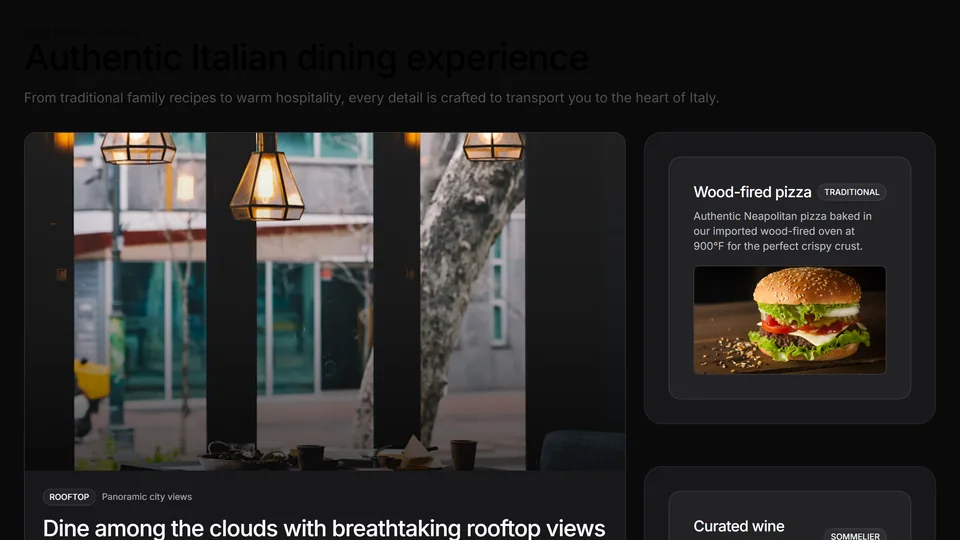 Authentic Italian dining experience
From traditional family recipes to warm hospitality, every detail is crafted to transport you to the heart of Italy.
Wood-fired pizza TRADITIONAL
Authentic Neapolitan pizza baked in
our imported wood-fired oven at
900°F for the perfect crispy crust.
ROOFTOP Panoramic city views
Dine among the clouds with breathtaking rooftop views
Curated wine
SOMMELIER